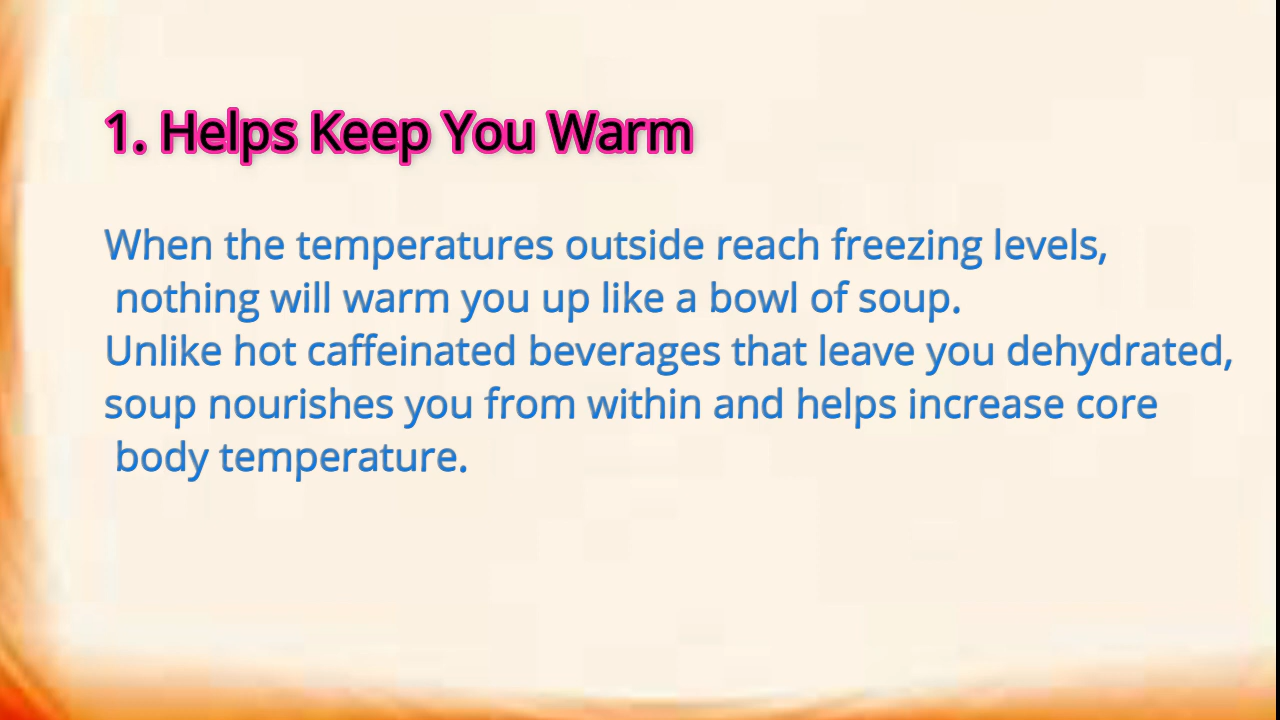 1. Helps Keep You Warm
When the temperatures outside reach freezing levels,
nothing will warm you up like a bowl of soup.
Unlike hot caffeinated beverages that leave you dehydrated,
soup nourishes you from within and helps increase core
body temperature.